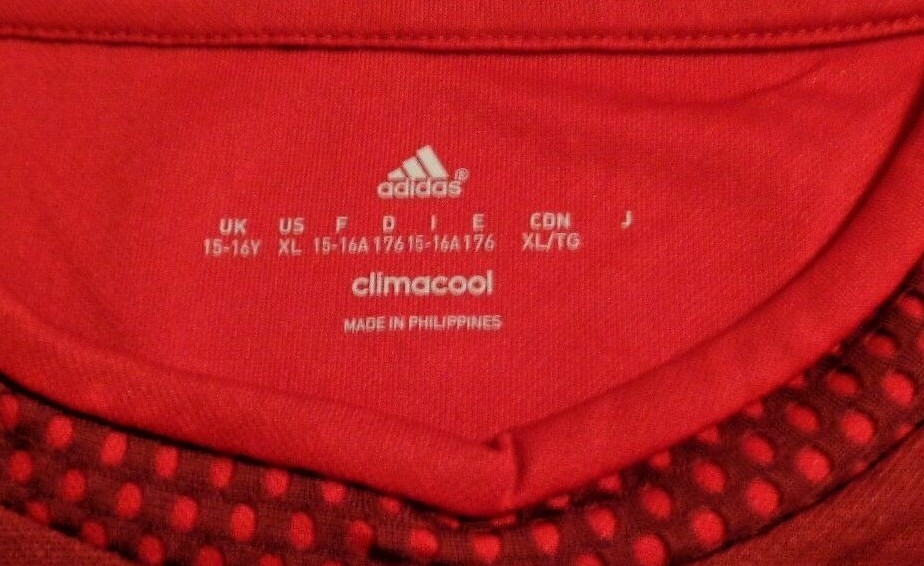 adidas®
UK US F D I E CDN J
15-16Y XL 15-16A 176 15-16A 176 XL/TG
climacool
MADE IN PHILIPPINES